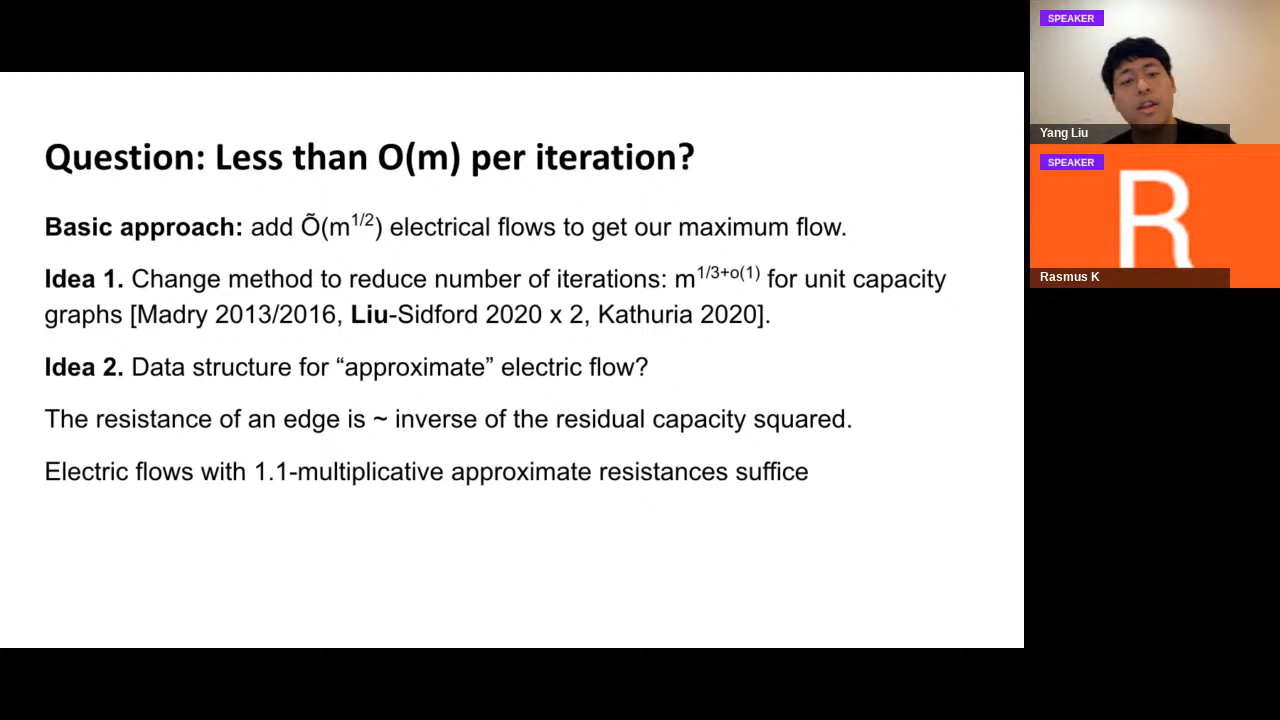 Question: Less than O(m) per iteration?
Basic approach: add Õ(m^1/2) electrical flows to get our maximum flow.
Idea 1. Change method to reduce number of iterations: m^1/3+o(1) for unit capacity
graphs [Madry 2013/2016, Liu-Sidford 2020 x 2, Kathuria 2020].
Idea 2. Data structure for “approximate” electric flow?
The resistance of an edge is ~ inverse of the residual capacity squared.
Electric flows with 1.1-multiplicative approximate resistances suffice
SPEAKER
Yang Liu
SPEAKER
R
Rasmus K